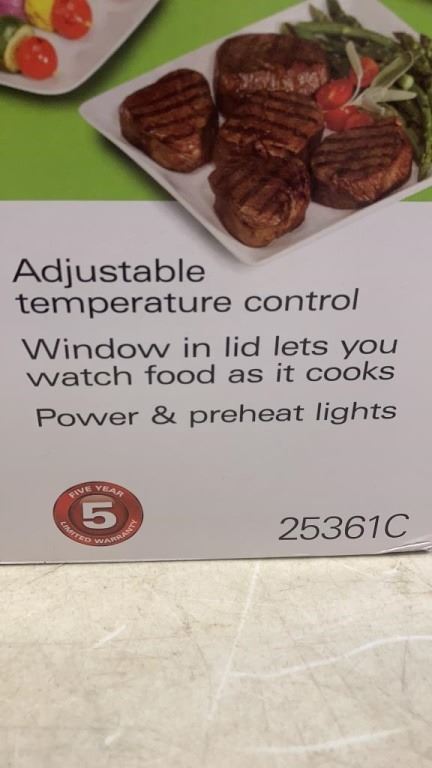 Adjustable
temperature control
Window in lid lets you
watch food as it cooks
Power & preheat lights
FIVE YEAR
5
LIMITED WARRANTY
25361C